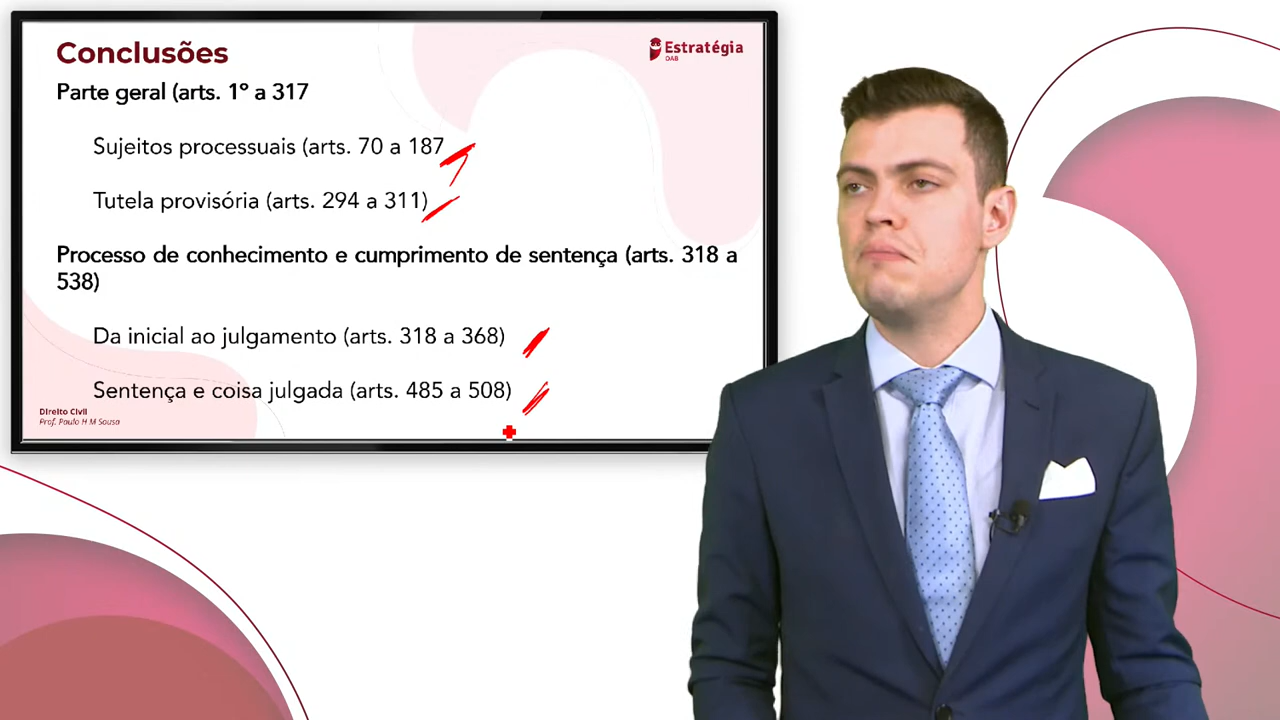 Conclusões
Estratégia
OAB
Parte geral (arts. 1º a 317
Sujeitos processuais (arts. 70 a 187
Tutela provisória (arts. 294 a 311)
Processo de conhecimento e cumprimento de sentença (arts. 318 a
538)
Da inicial ao julgamento (arts. 318 a 368)
Sentença e coisa julgada (arts. 485 a 508)
Direito Civil
Prof. Paulo H M Sousa